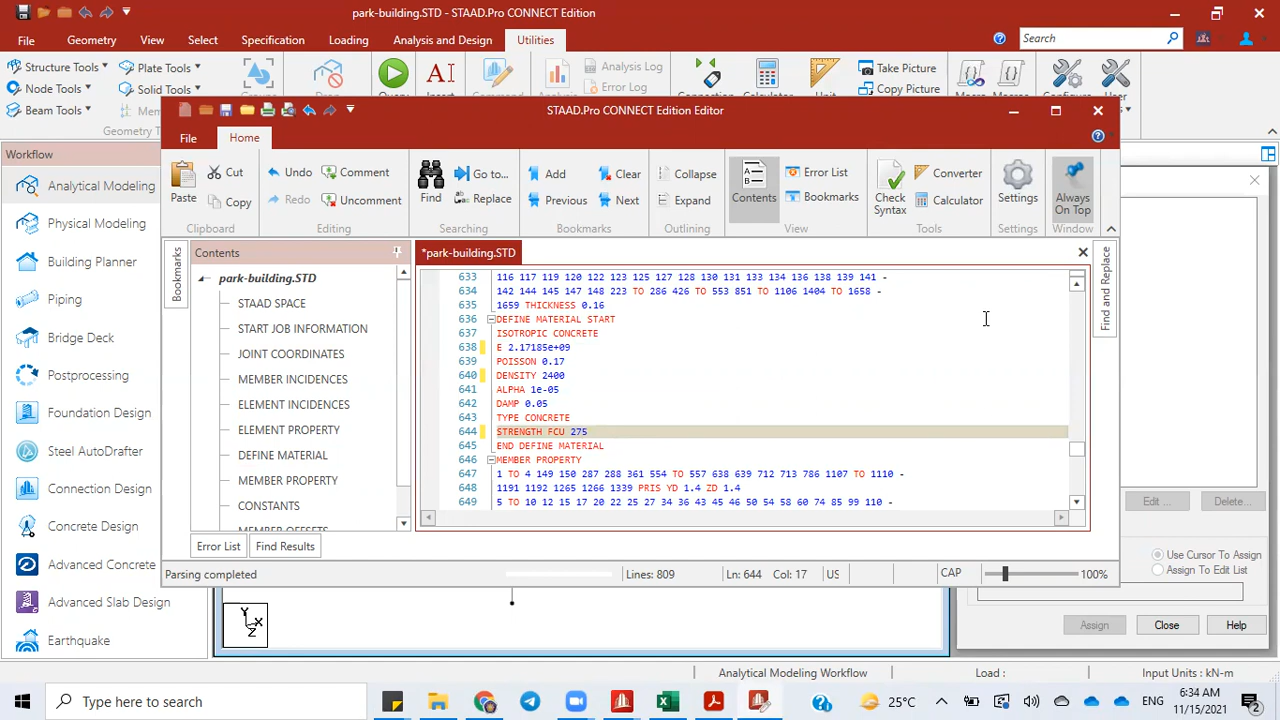 park-building.STD - STAAD.Pro CONNECT Edition
File Geometry View Select Specification Loading Analysis and Design Utilities Search
Structure Tools Plate Tools Analysis Log Take Picture
Node Tools Solid Tools Error Log Copy Picture
Beam Tools
STAAD.Pro CONNECT Edition Editor
File Home
Paste Cut Copy Undo Redo Comment Uncomment Find Go to... Replace Add Previous Clear Next Collapse Expand Contents Error List Bookmarks Check Syntax Converter Calculator Settings Always On Top
Clipboard Editing Searching Bookmarks Outlining View Tools Settings Window
Workflow
Analytical Modeling
Physical Modeling
Building Planner
Piping
Bridge Deck
Postprocessing
Foundation Design
Steel AutoDrafter
Connection Design
Concrete Design
Advanced Concrete
Advanced Slab Design
Earthquake
Bookmarks
Contents
park-building.STD
STAAD SPACE
START JOB INFORMATION
JOINT COORDINATES
MEMBER INCIDENCES
ELEMENT INCIDENCES
ELEMENT PROPERTY
DEFINE MATERIAL
MEMBER PROPERTY
CONSTANTS
MEMBER OFFSETS
*park-building.STD
633 116 117 119 120 122 123 125 127 128 130 131 133 134 136 138 139 141 -
634 142 144 145 147 148 223 TO 286 426 TO 553 851 TO 1106 1404 TO 1658 -
635 1659 THICKNESS 0.16
636 DEFINE MATERIAL START
637 ISOTROPIC CONCRETE
638 E 2.17185e+09
639 POISSON 0.17
640 DENSITY 2400
641 ALPHA 1e-05
642 DAMP 0.05
643 TYPE CONCRETE
644 STRENGTH FCU 275
645 END DEFINE MATERIAL
646 MEMBER PROPERTY
647 1 TO 4 149 150 287 288 361 554 TO 557 638 639 712 713 786 1107 TO 1110 -
648 1191 1192 1265 1266 1339 PRIS YD 1.4 ZD 1.4
649 5 TO 10 12 15 17 20 22 25 27 34 36 43 45 46 50 54 58 60 74 85 99 110 -
Find and Replace
Error List Find Results
Parsing completed Lines: 809 Ln: 644 Col: 17 US CAP 100%
Edit ... Delete...
Use Cursor To Assign
Assign To Edit List
Assign Close Help
Y
X
Z
Analytical Modeling Workflow Load : Input Units : kN-m
Type here to search
25°C ENG 6:34 AM
11/15/2021 2